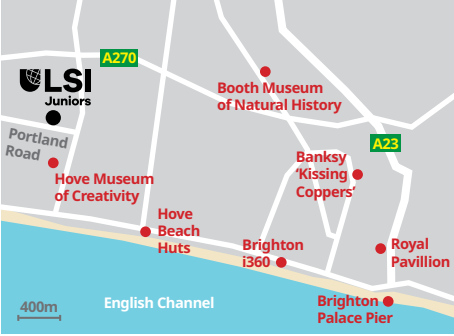 A270
LSI
Juniors
Portland
Road
Hove Museum
of Creativity
Booth Museum
of Natural History
A23
Banksy
‘Kissing
Coppers’
Hove
Beach
Huts
Brighton
i360
Royal
Pavillion
Brighton
Palace Pier
English Channel
400m